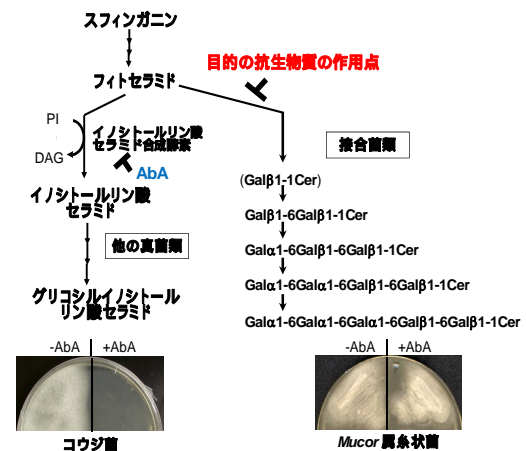 スフィンガニン
目的の抗生物質の作用点
フィトセラミド
PI
イノシトールリン酸
セラミド合成酵素
DAG
AbA
接合菌類
イノシトールリン酸
セラミド
(Galβ1-1Cer)
Galβ1-6Galβ1-1Cer
他の真菌類
Galα1-6Galβ1-6Galβ1-1Cer
グリコシルイノシトール
リン酸セラミド
Galα1-6Galα1-6Galβ1-6Galβ1-1Cer
Galα1-6Galα1-6Galα1-6Galβ1-6Galβ1-1Cer
-AbA +AbA
-AbA +AbA
コウジ菌
Mucor属糸状菌